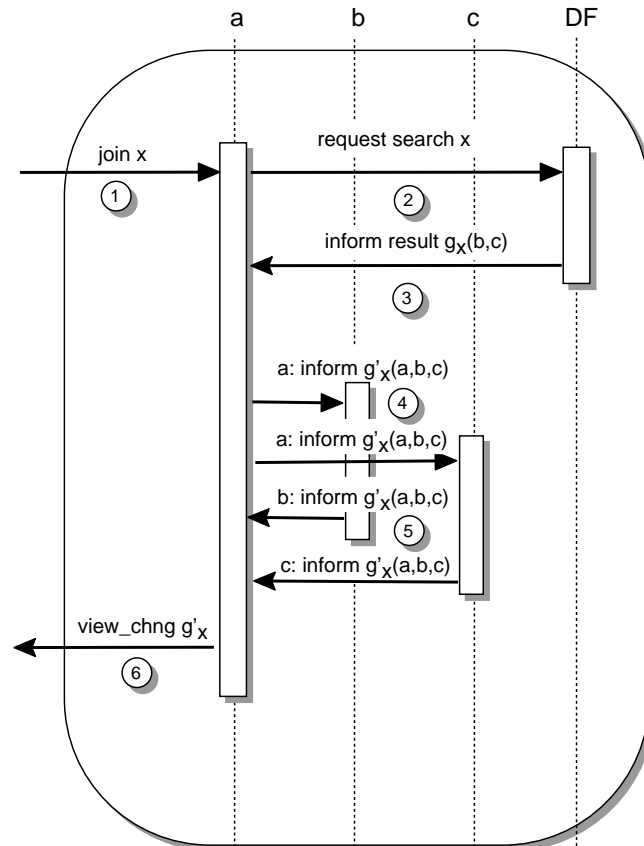 a b c DF
join x
request search x
1
2
inform result gx(b,c)
3
a: inform g'x(a,b,c)
4
a: inform g'x(a,b,c)
b: inform g'x(a,b,c)
5
c: inform g'x(a,b,c)
view_chng g'x
6